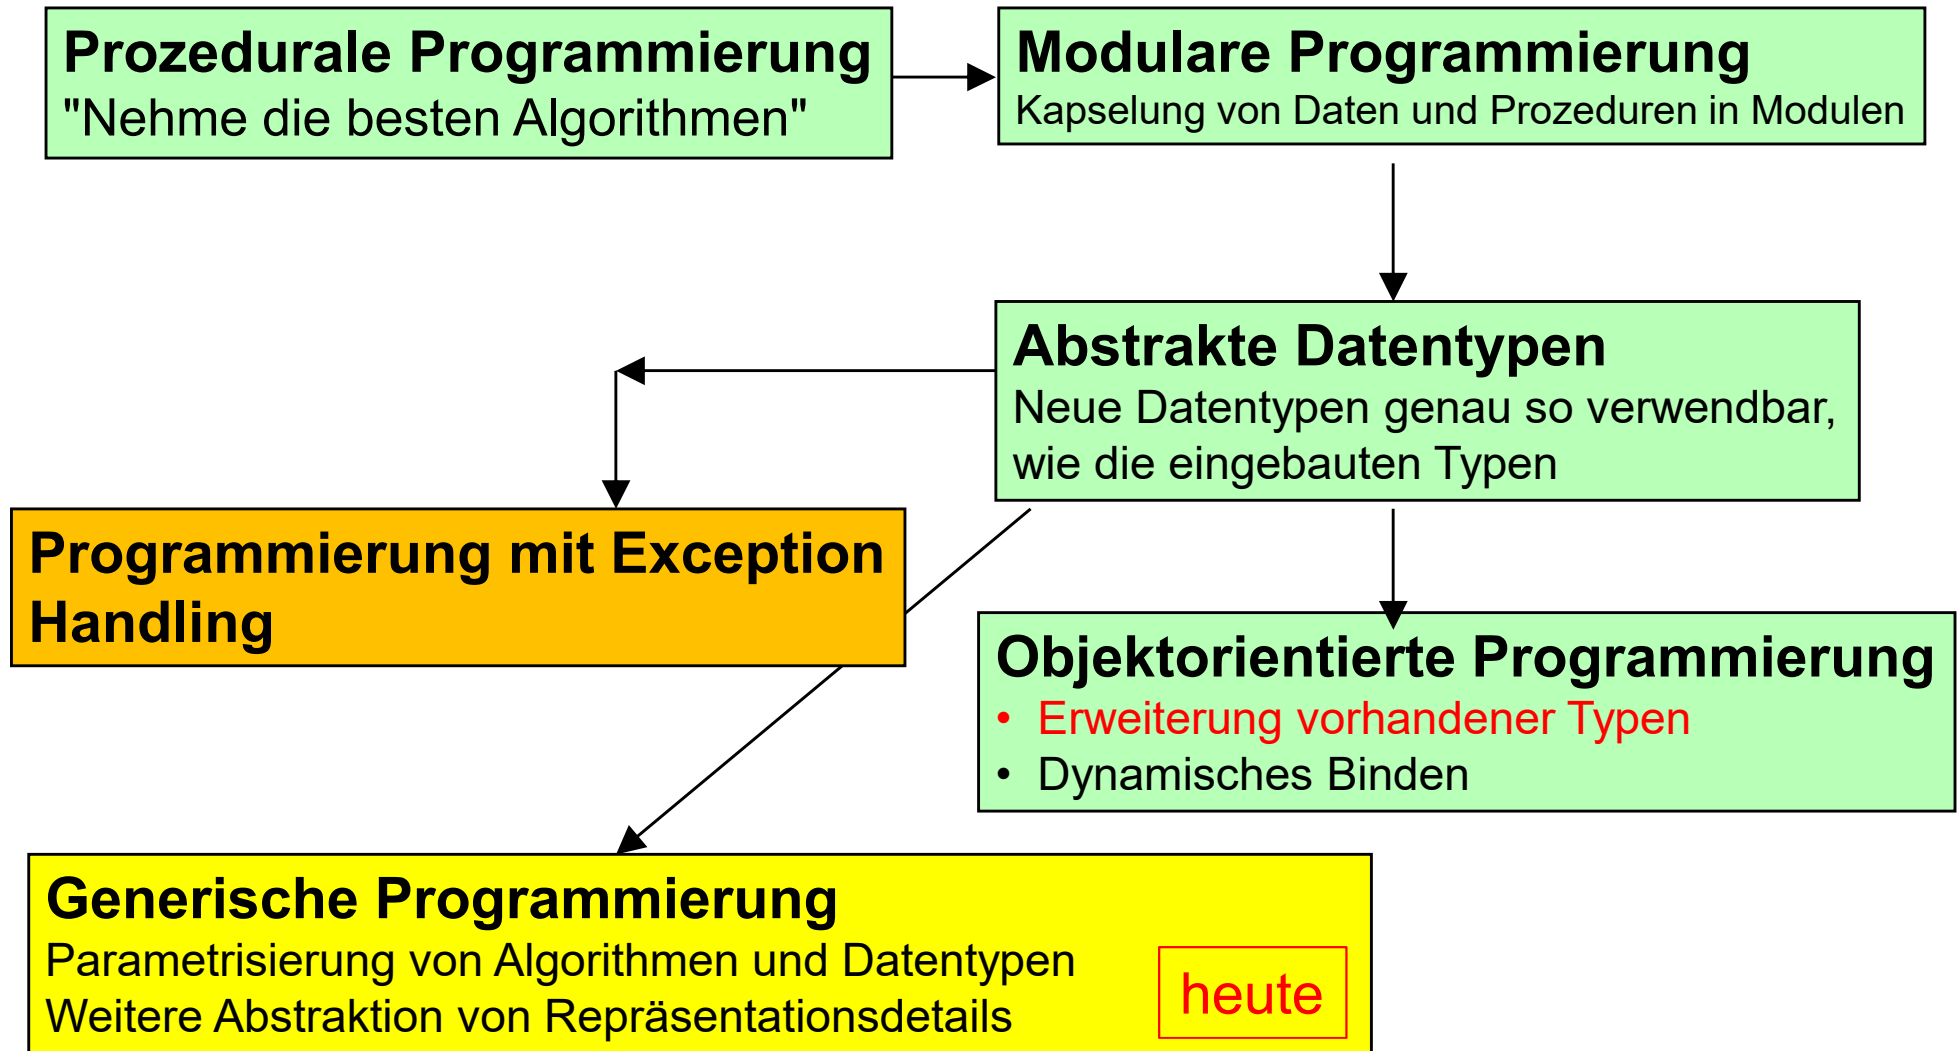 Prozedurale Programmierung
"Nehme die besten Algorithmen"
Modulare Programmierung
Kapselung von Daten und Prozeduren in Modulen
Abstrakte Datentypen
Neue Datentypen genau so verwendbar,
wie die eingebauten Typen
Programmierung mit Exception
Handling
Objektorientierte Programmierung
• Erweiterung vorhandener Typen
• Dynamisches Binden
Generische Programmierung
Parametrisierung von Algorithmen und Datentypen
Weitere Abstraktion von Repräsentationsdetails
heute